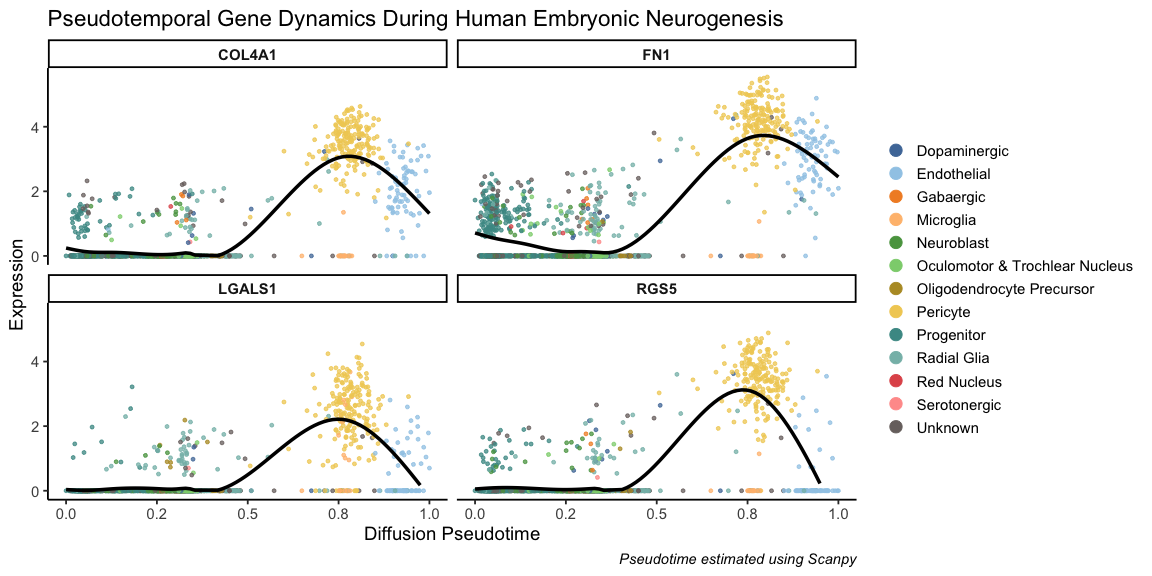 Pseudotemporal Gene Dynamics During Human Embryonic Neurogenesis
COL4A1
FN1
4
2
0
LGALS1
RGS5
4
2
0
0.0 0.2 0.5 0.8 1.0
0.0 0.2 0.5 0.8 1.0
Expression
Diffusion Pseudotime
Pseudotime estimated using Scanpy
Dopaminergic
Endothelial
Gabaergic
Microglia
Neuroblast
Oculomotor & Trochlear Nucleus
Oligodendrocyte Precursor
Pericyte
Progenitor
Radial Glia
Red Nucleus
Serotonergic
Unknown